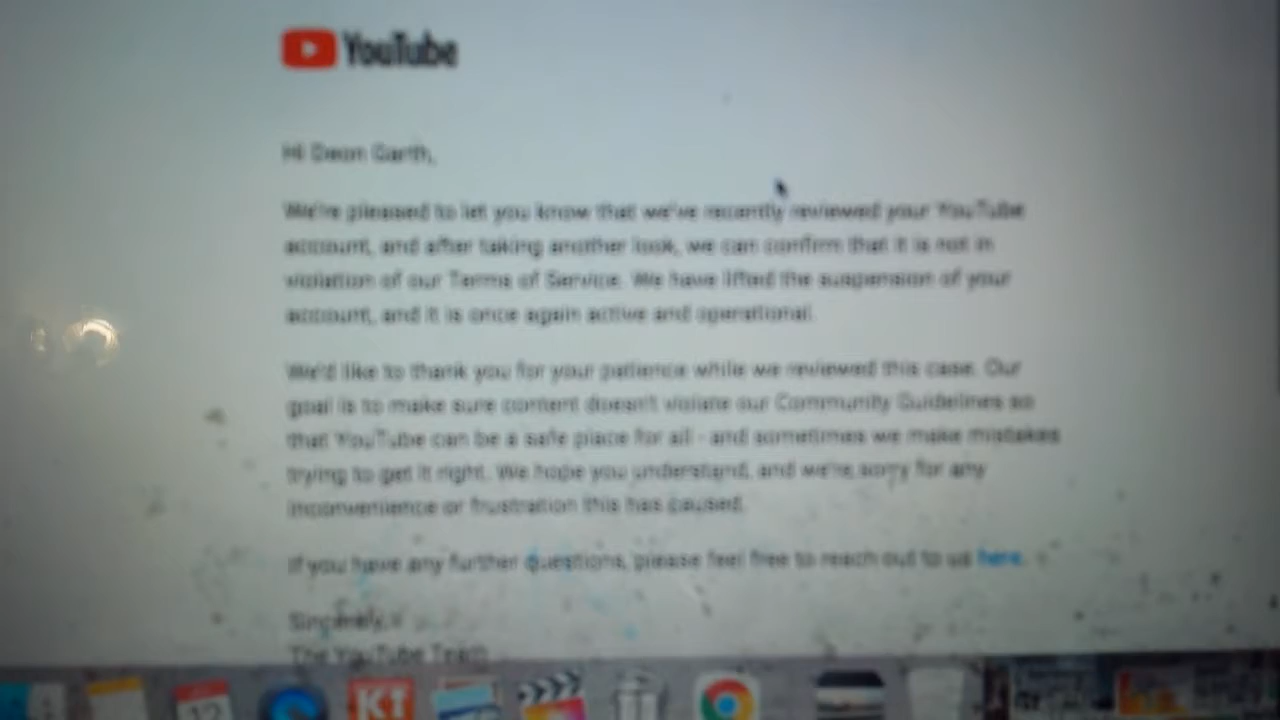 YouTube
Hi Dean Garth,
We're pleased to let you know that we've recently reviewed your YouTube
account, and after taking another look, we can confirm that it is not in
violation of our Terms of Service. We have lifted the suspension of your
account, and it is once again active and operational.
We'd like to thank you for your patience while we reviewed this case. Our
goal is to make sure content doesn't violate our Community Guidelines so
that YouTube can be a safe place for all - and sometimes we make mistakes
trying to get it right. We hope you understand, and we're sorry for any
inconvenience or frustration this has caused.
If you have any further questions, please feel free to reach out to us here.
Sincerely,
The YouTube Team
12